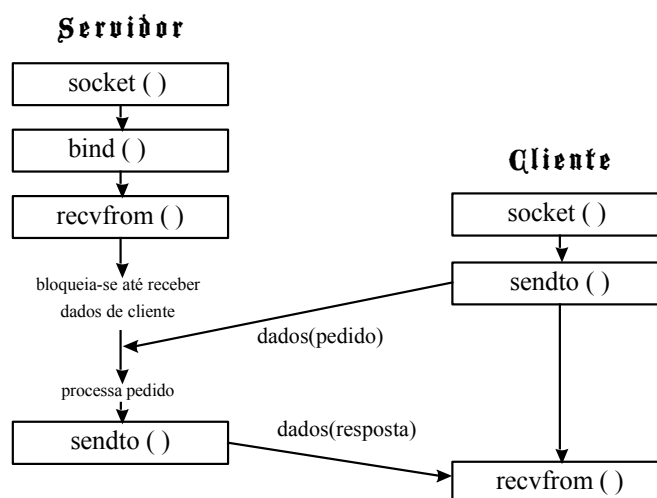 Servidor
socket ( )
bind ( )
recvfrom ( )
bloqueia-se até receber
dados de cliente
processa pedido
sendto ( )
Cliente
socket ( )
sendto ( )
dados(pedido)
dados(resposta)
recvfrom ( )